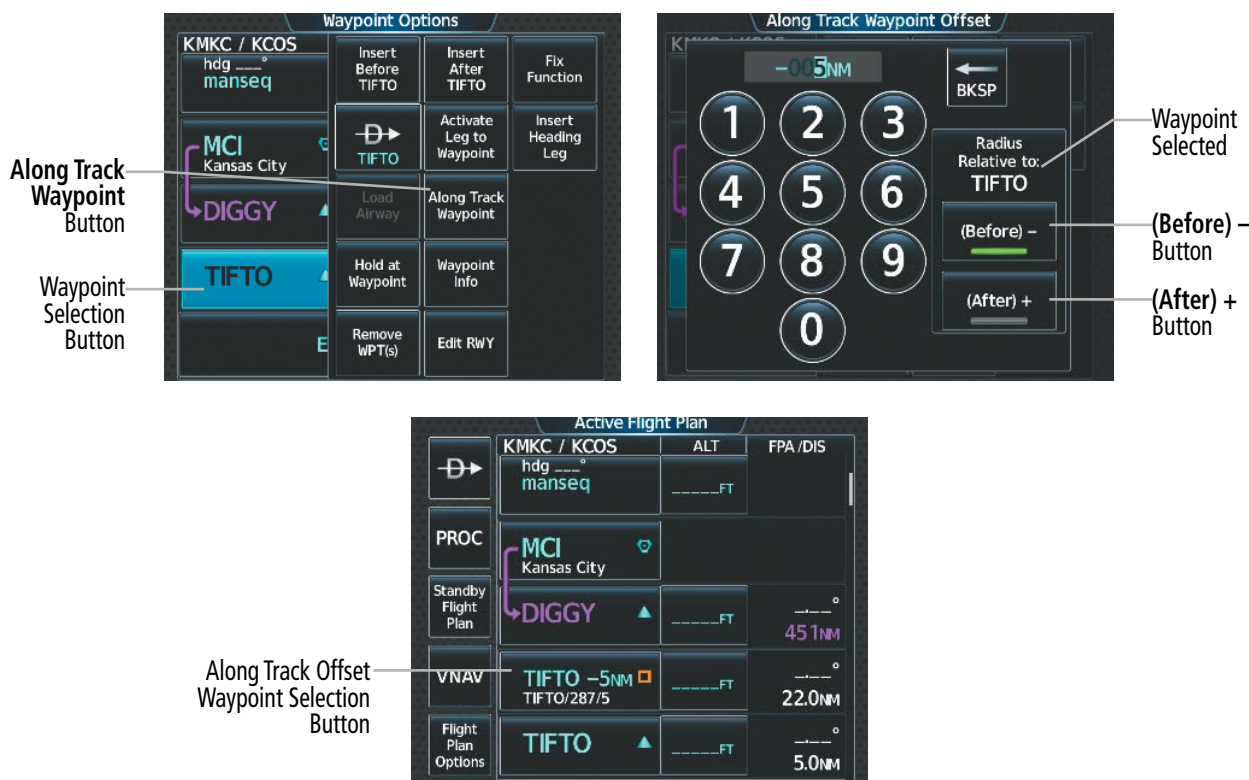 Waypoint Options
KMKC / KCOS
hdg ___°
manseq
MCI
Kansas City
DIGGY
TIFTO
E
Insert
Before
TIFTO
Insert
After
TIFTO
Fix
Function
D
TIFTO
Activate
Leg to
Waypoint
Insert
Heading
Leg
Load
Airway
Along Track
Waypoint
Hold at
Waypoint
Waypoint
Info
Remove
WPT(s)
Edit RWY
Along Track
Waypoint
Button
Waypoint
Selection
Button
Along Track Waypoint Offset
-005NM
BKSP
1 2 3
4 5 6
7 8 9
0
Radius
Relative to:
TIFTO
(Before) –
(After) +
Waypoint
Selected
(Before) –
Button
(After) +
Button
Active Flight Plan
KMKC / KCOS ALT FPA/DIS
D
PROC
Standby
Flight
Plan
VNAV
Flight
Plan
Options
hdg ___°
manseq
_____FT
MCI
Kansas City
DIGGY
_____FT
_.__°
451NM
TIFTO –5NM
TIFTO/287/5
_____FT
_.__°
22.0NM
TIFTO
_____FT
_.__°
5.0NM
Along Track Offset
Waypoint Selection
Button